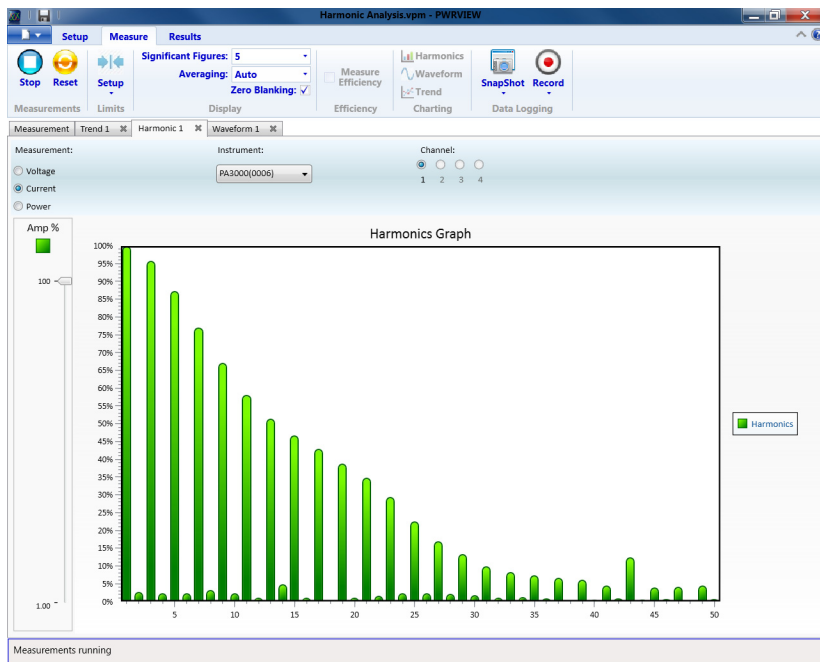 Harmonic Analysis.vpm - PWRVIEW
Setup Measure Results
Stop Reset Setup
Significant Figures: 5
Averaging: Auto
Zero Blanking:
Measure Efficiency
Harmonics
Waveform
Trend
SnapShot Record
Measurements Limits Display Efficiency Charting Data Logging
Measurement Trend 1 Harmonic 1 Waveform 1
Measurement: Instrument: Channel:
Voltage
Current
Power
PA3000(0006)
1 2 3 4
Amp %
100
1.00
Harmonics Graph
100%
95%
90%
85%
80%
75%
70%
65%
60%
55%
50%
45%
40%
35%
30%
25%
20%
15%
10%
5%
0%
5 10 15 20 25 30 35 40 45 50
Harmonics
Measurements running